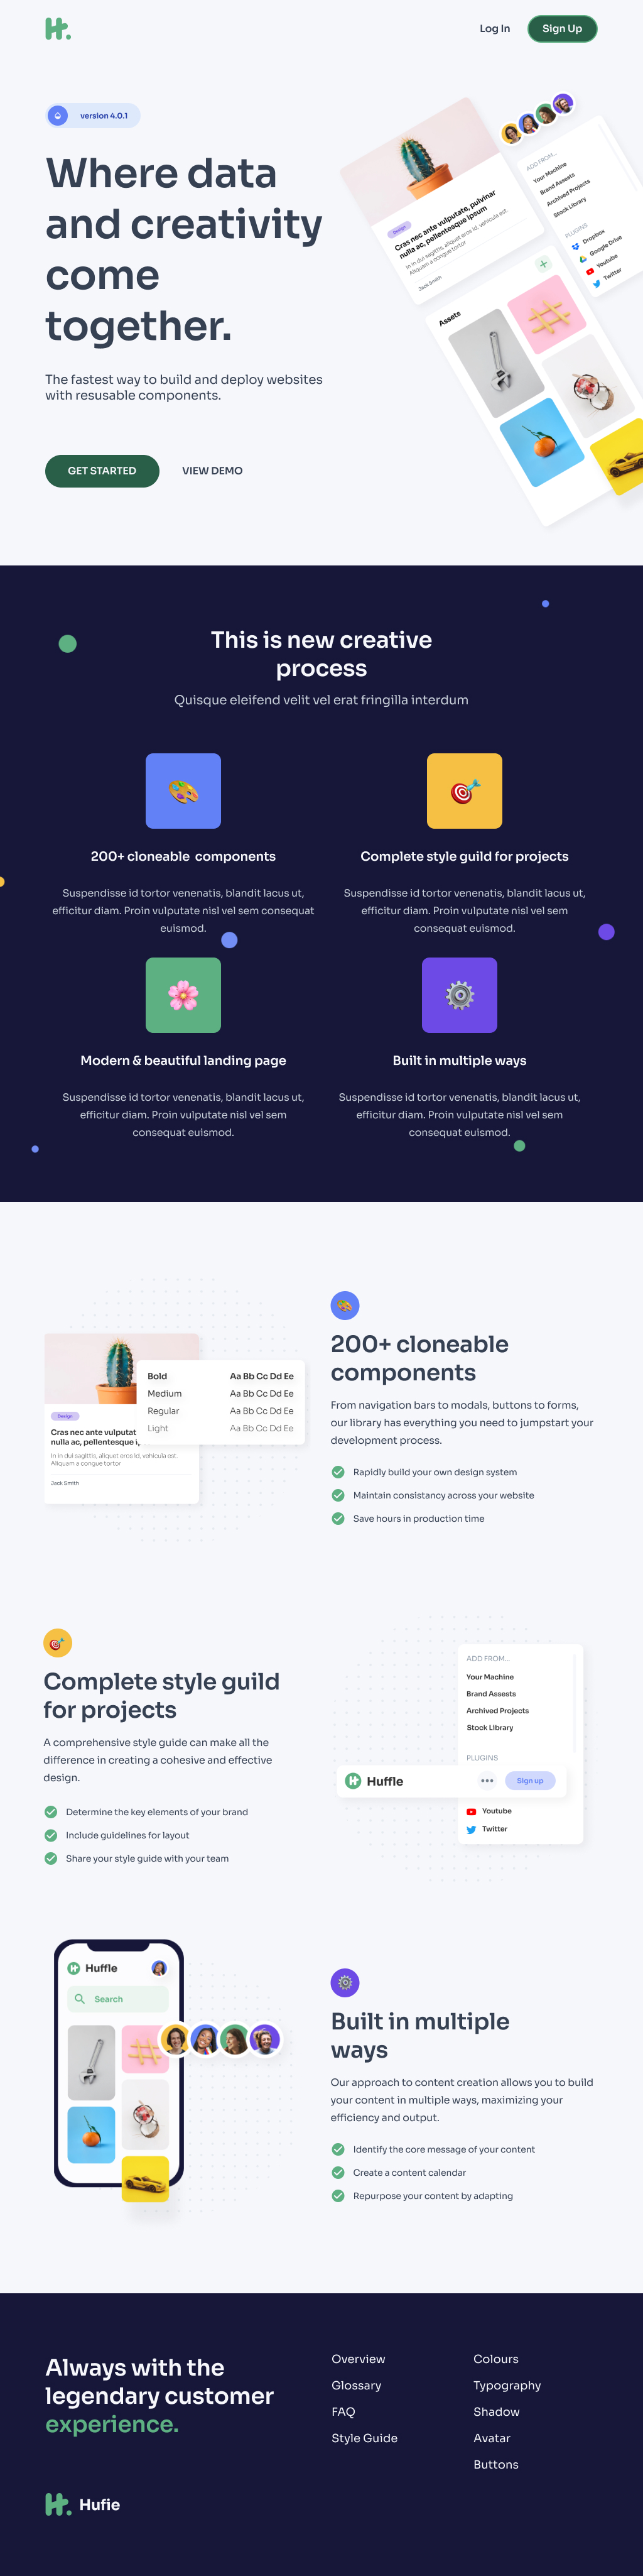 H.
Log In
Sign Up
version 4.0.1
Where data
and creativity
come
together.
The fastest way to build and deploy websites
with resusable components.
GET STARTED
VIEW DEMO
Design
Cras nec ante vulputate, pulvinar
nulla ac, pellentesque ipsum
In in dui sagittis, aliquet eros id, vehicula est.
Aliquam a congue tortor
Jack Smith
ADD FROM...
Your Machine
Brand Assests
Archived Projects
Stock Library
PLUGINS
Dropbox
Google Drive
Youtube
Twitter
Assets
This is new creative
process
Quisque eleifend velit vel erat fringilla interdum
200+ cloneable components
Suspendisse id tortor venenatis, blandit lacus ut,
efficitur diam. Proin vulputate nisl vel sem consequat
euismod.
Complete style guild for projects
Suspendisse id tortor venenatis, blandit lacus ut,
efficitur diam. Proin vulputate nisl vel sem
consequat euismod.
Modern & beautiful landing page
Suspendisse id tortor venenatis, blandit lacus ut,
efficitur diam. Proin vulputate nisl vel sem
consequat euismod.
Built in multiple ways
Suspendisse id tortor venenatis, blandit lacus ut,
efficitur diam. Proin vulputate nisl vel sem
consequat euismod.
Design
Cras nec ante vulputat
nulla ac, pellentesque i
In in dui sagittis, aliquet eros id, vehicula est.
Aliquam a congue tortor
Jack Smith
Bold Aa Bb Cc Dd Ee
Medium Aa Bb Cc Dd Ee
Regular Aa Bb Cc Dd Ee
Light Aa Bb Cc Dd Ee
200+ cloneable
components
From navigation bars to modals, buttons to forms,
our library has everything you need to jumpstart your
development process.
Rapidly build your own design system
Maintain consistancy across your website
Save hours in production time
Complete style guild
for projects
A comprehensive style guide can make all the
difference in creating a cohesive and effective
design.
Determine the key elements of your brand
Include guidelines for layout
Share your style guide with your team
ADD FROM...
Your Machine
Brand Assests
Archived Projects
Stock Library
PLUGINS
Huffle
Sign up
Youtube
Twitter
Huffle
Search
Built in multiple
ways
Our approach to content creation allows you to build
your content in multiple ways, maximizing your
efficiency and output.
Identify the core message of your content
Create a content calendar
Repurpose your content by adapting
Always with the
legendary customer
experience.
H. Hufie
Overview
Glossary
FAQ
Style Guide
Colours
Typography
Shadow
Avatar
Buttons